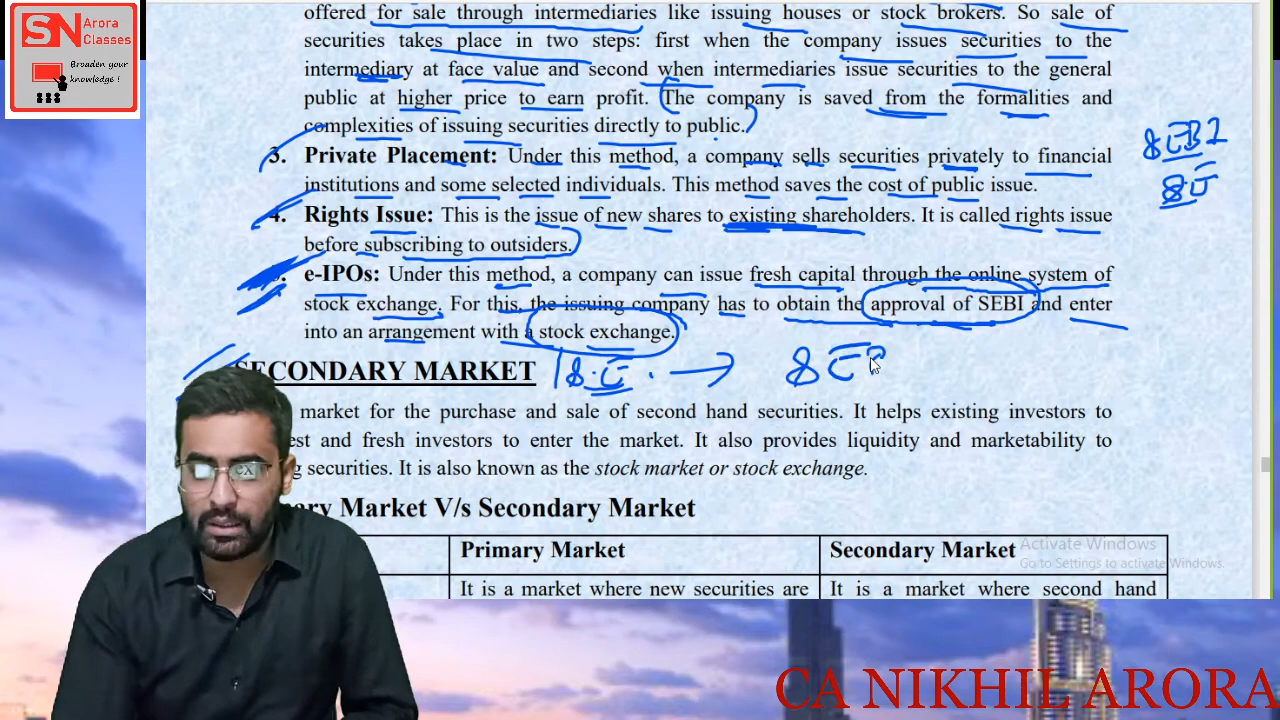 SN Arora Classes
Broaden your knowledge !
offered for sale through intermediaries like issuing houses or stock brokers. So sale of
securities takes place in two steps: first when the company issues securities to the
intermediary at face value and second when intermediaries issue securities to the general
public at higher price to earn profit. The company is saved from the formalities and
complexities of issuing securities directly to public.
3. Private Placement: Under this method, a company sells securities privately to financial
institutions and some selected individuals. This method saves the cost of public issue.
4. Rights Issue: This is the issue of new shares to existing shareholders. It is called rights issue
before subscribing to outsiders.
e-IPOs: Under this method, a company can issue fresh capital through the online system of
stock exchange. For this, the issuing company has to obtain the approval of SEBI and enter
into an arrangement with a stock exchange.
SEBI
S.E
SECONDARY MARKET
S.E. → SEB
market for the purchase and sale of second hand securities. It helps existing investors to
and fresh investors to enter the market. It also provides liquidity and marketability to
securities. It is also known as the stock market or stock exchange.
Market V/s Secondary Market
Primary Market
Secondary Market
It is a market where new securities are
It is a market where second hand
Activate Windows
Go to Settings to activate Windows.
CA NIKHIL ARORA